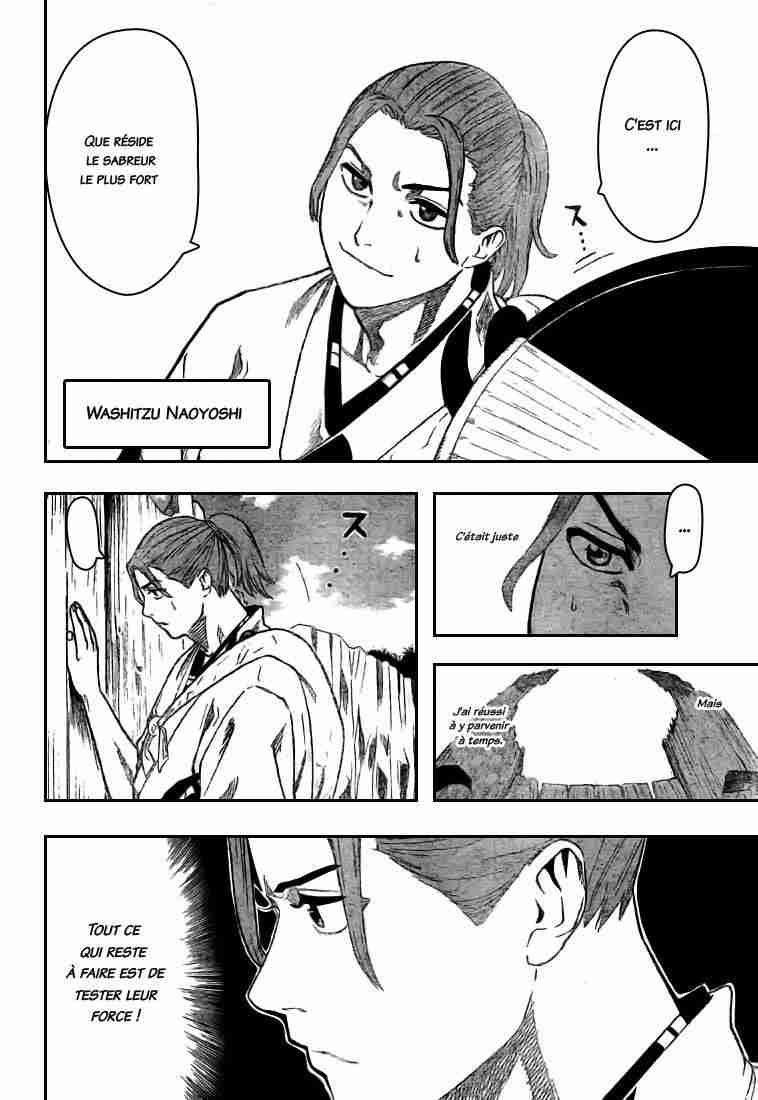 C'EST ICI
...
QUE RÉSIDE
LE SABREUR
LE PLUS FORT
ス
WASHITZU NAOYOSHI
...
C'était juste
ス
Mais
J'ai réussi
à y parvenir
à temps.
TOUT CE
QUI RESTE
À FAIRE EST DE
TESTER LEUR
FORCE !